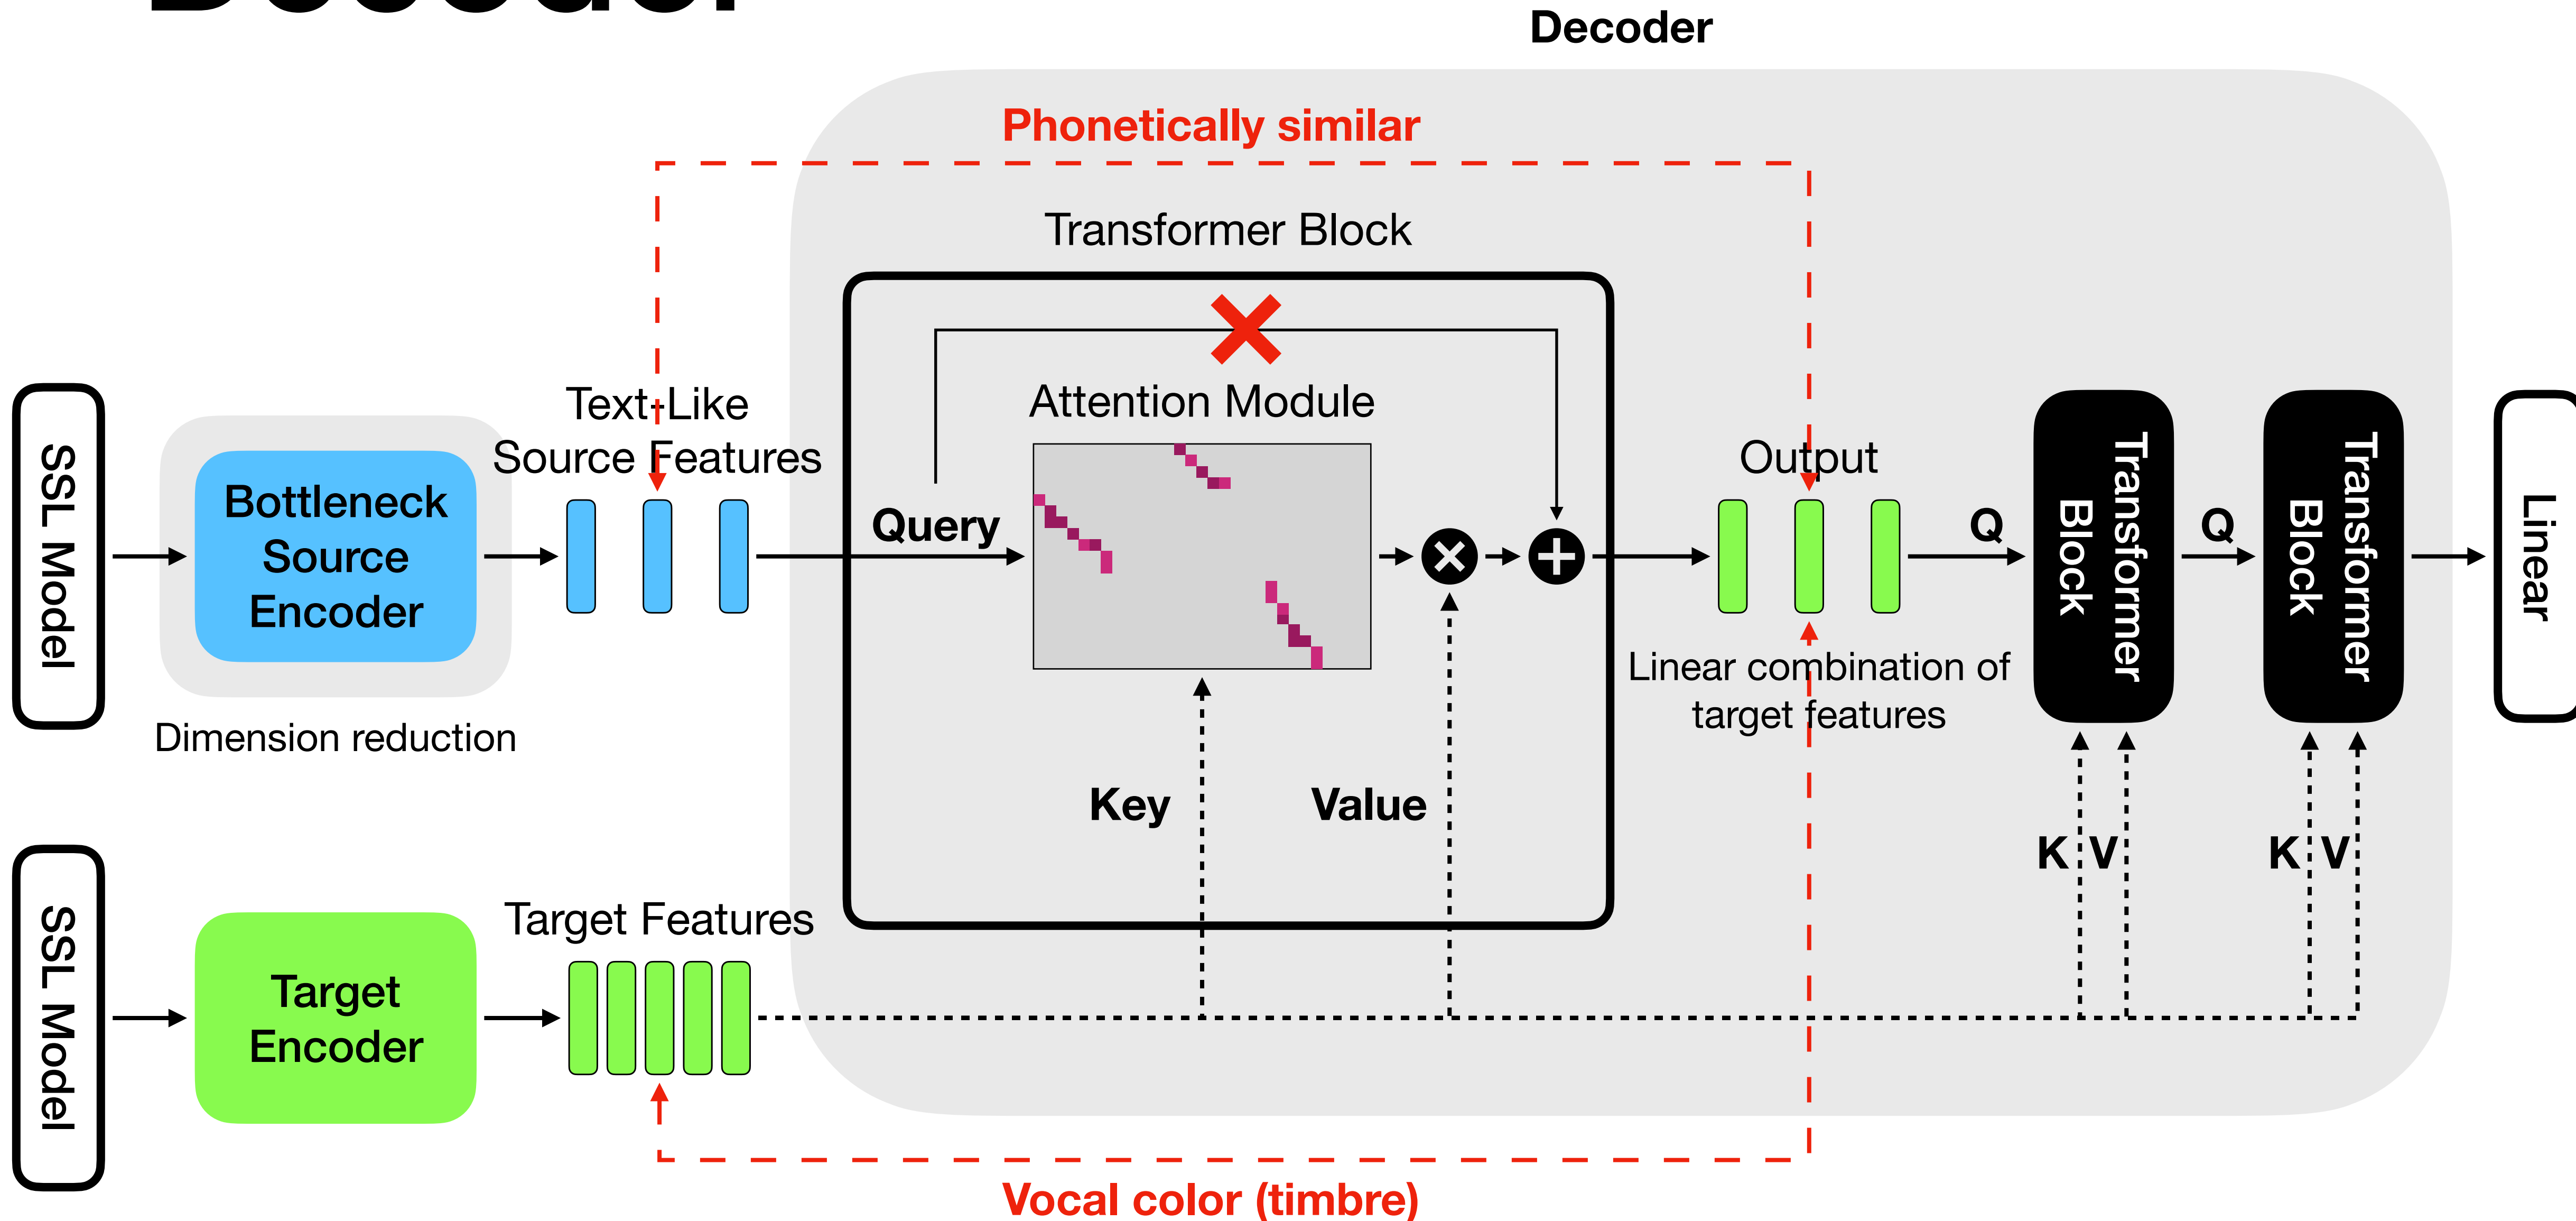 Decoder
Decoder
Phonetically similar
Transformer Block
Attention Module
Text-Like
Source Features
SSL Model
Bottleneck
Source
Encoder
Dimension reduction
Query
Output
Linear combination of
target features
Q
Transformer
Block
Q
Transformer
Block
Linear
Key
Value
K
V
K
V
SSL Model
Target
Encoder
Target Features
Vocal color (timbre)